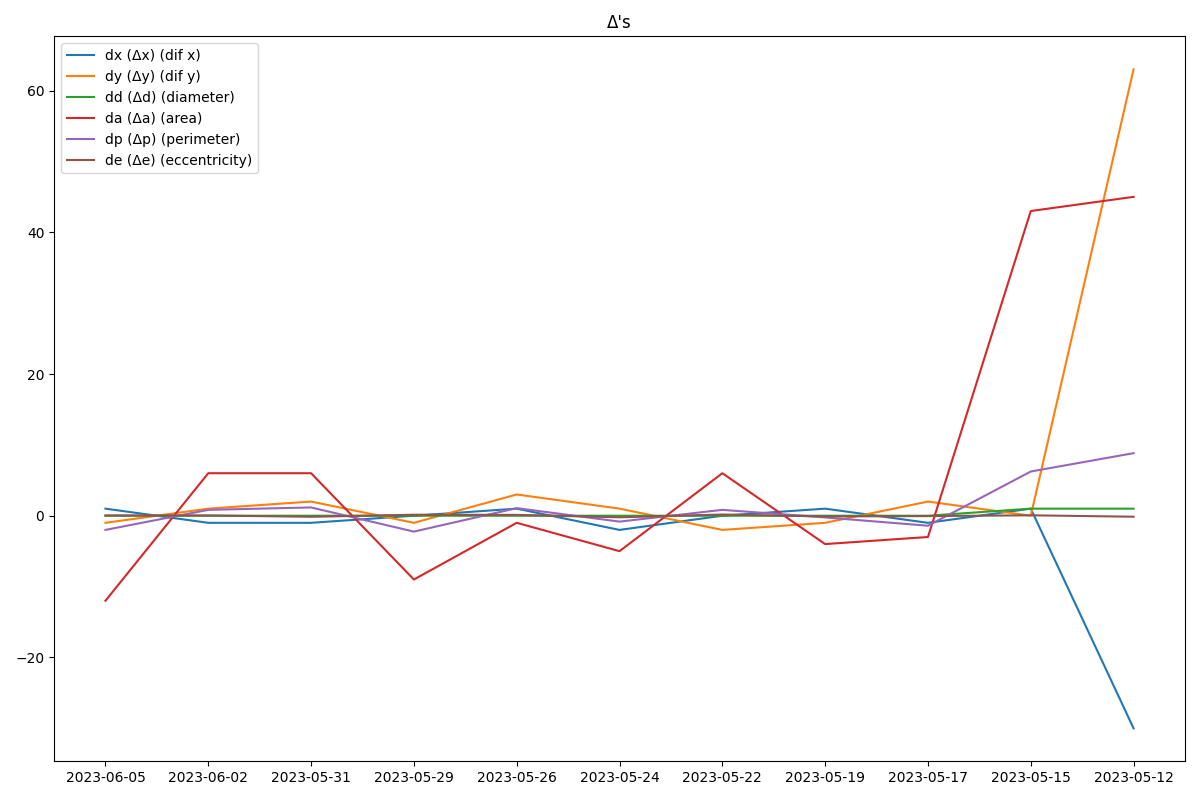 Δ's
dx (Δx) (dif x)
dy (Δy) (dif y)
dd (Δd) (diameter)
da (Δa) (area)
dp (Δp) (perimeter)
de (Δe) (eccentricity)
60
40
20
0
−20
2023-06-05 2023-06-02 2023-05-31 2023-05-29 2023-05-26 2023-05-24 2023-05-22 2023-05-19 2023-05-17 2023-05-15 2023-05-12